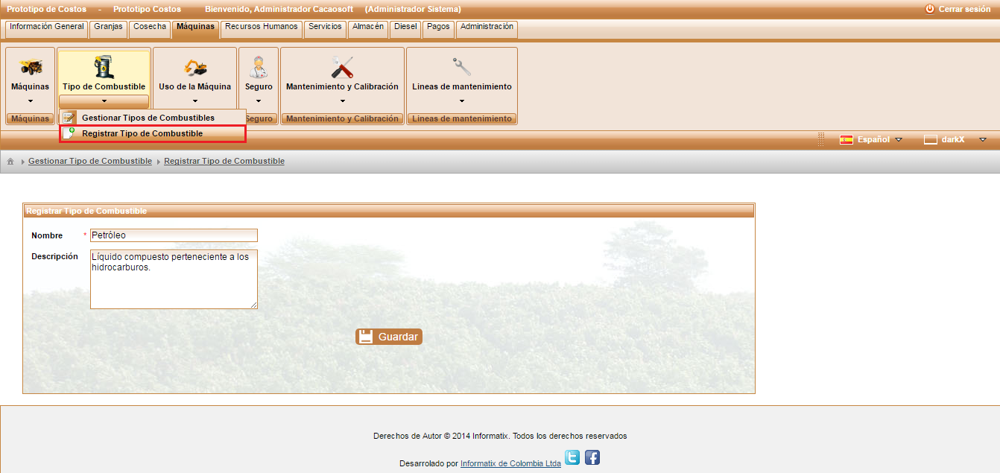 Prototipo de Costos - Prototipo Costos Bienvenido, Administrador Cacaosoft (Administrador Sistema) Cerrar sesión
Información General Granjas Cosecha Máquinas Recursos Humanos Servicios Almacén Diesel Pagos Administración
Máquinas Tipo de Combustible Uso de la Máquina Seguro Mantenimiento y Calibración Lineas de mantenimiento
Máquinas Seguro Mantenimiento y Calibración Lineas de mantenimiento
Gestionar Tipos de Combustibles
Registrar Tipo de Combustible
Español darkX
Gestionar Tipo de Combustible Registrar Tipo de Combustible
Registrar Tipo de Combustible
Nombre * Petróleo
Descripción Líquido compuesto perteneciente a los
hidrocarburos.
Guardar
Derechos de Autor © 2014 Informatix. Todos los derechos reservados
Desarrolado por Informatix de Colombia Ltda